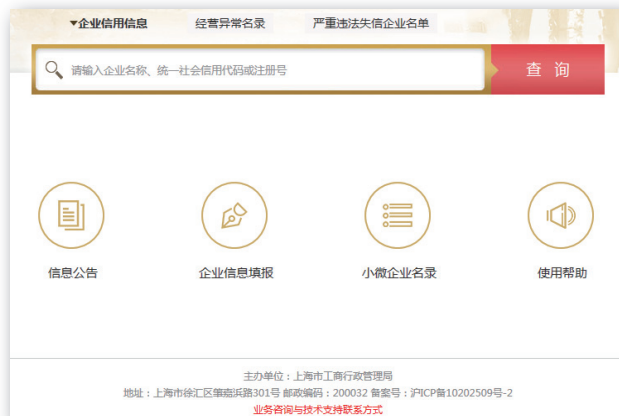 ▾企业信用信息 经营异常名录 严重违法失信企业名单
请输入企业名称、统一社会信用代码或注册号 查 询
信息公告 企业信息填报 小微企业名录 使用帮助
主办单位：上海市工商行政管理局
地址：上海市徐汇区肇嘉浜路301号 邮政编码：200032 备案号：沪ICP备10202509号-2
业务咨询与技术支持联系方式